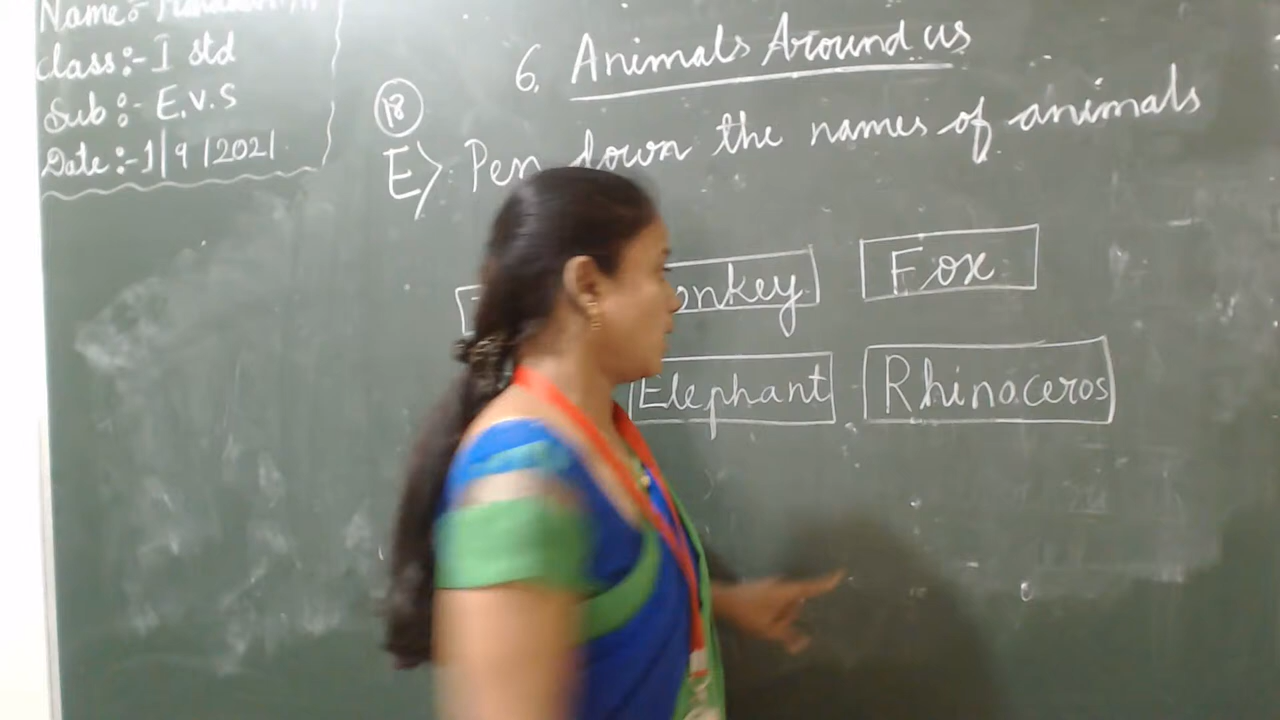 Name:-
Class:- I std
Sub:- E.V.S
Date:- 1/9/2021
6. Animals Around us
18
E) Pen down the names of animals
Fox
Elephant Rhinoceros